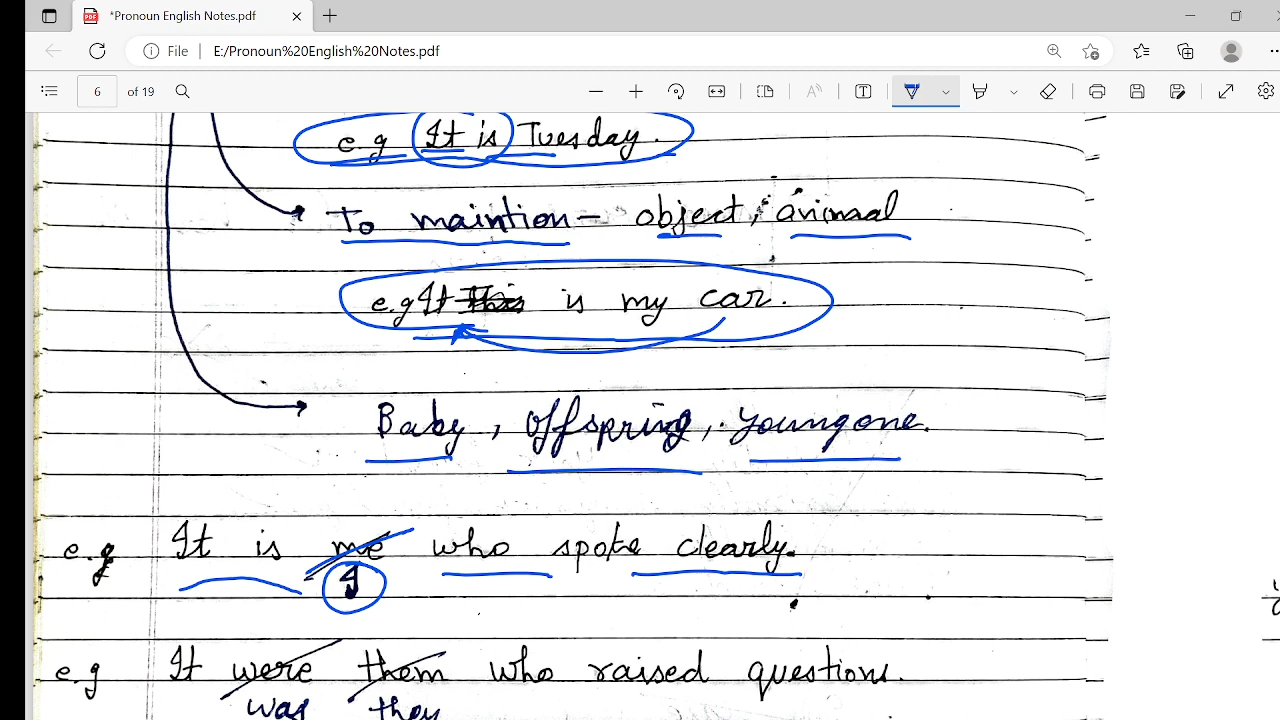 *Pronoun English Notes.pdf
File E:/Pronoun%20English%20Notes.pdf
6 of 19
e.g It is Tuesday.
To maintion - object, animal
e.g It This is my car.
Baby, offspring, young one.
e.g It is me who spoke clearly.
I
e.g It were them who raised questions.
was they